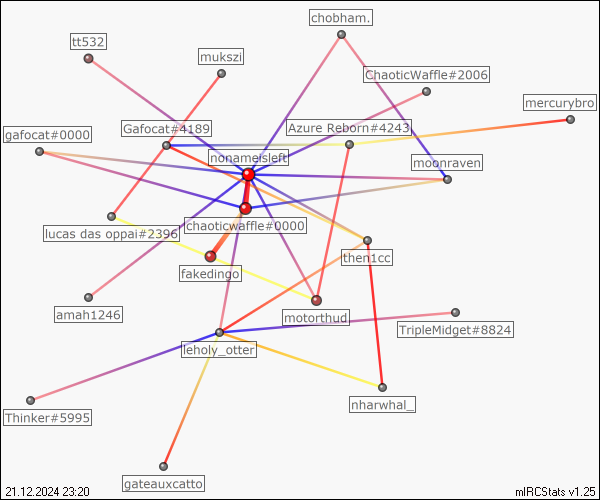 chobham.
tt532
mukszi
ChaoticWaffle#2006
mercurybro
Gafocat#4189
Azure Reborn#4243
gafocat#0000
nonameisleft
moonraven
chaoticwaffle#0000
lucas das oppai#2396
then1cc
fakedingo
amah1246
motorthud
TripleMidget#8824
leholy_otter
nharwhal_
Thinker#5995
gateauxcatto
21.12.2024 23:20
mIRCStats v1.25